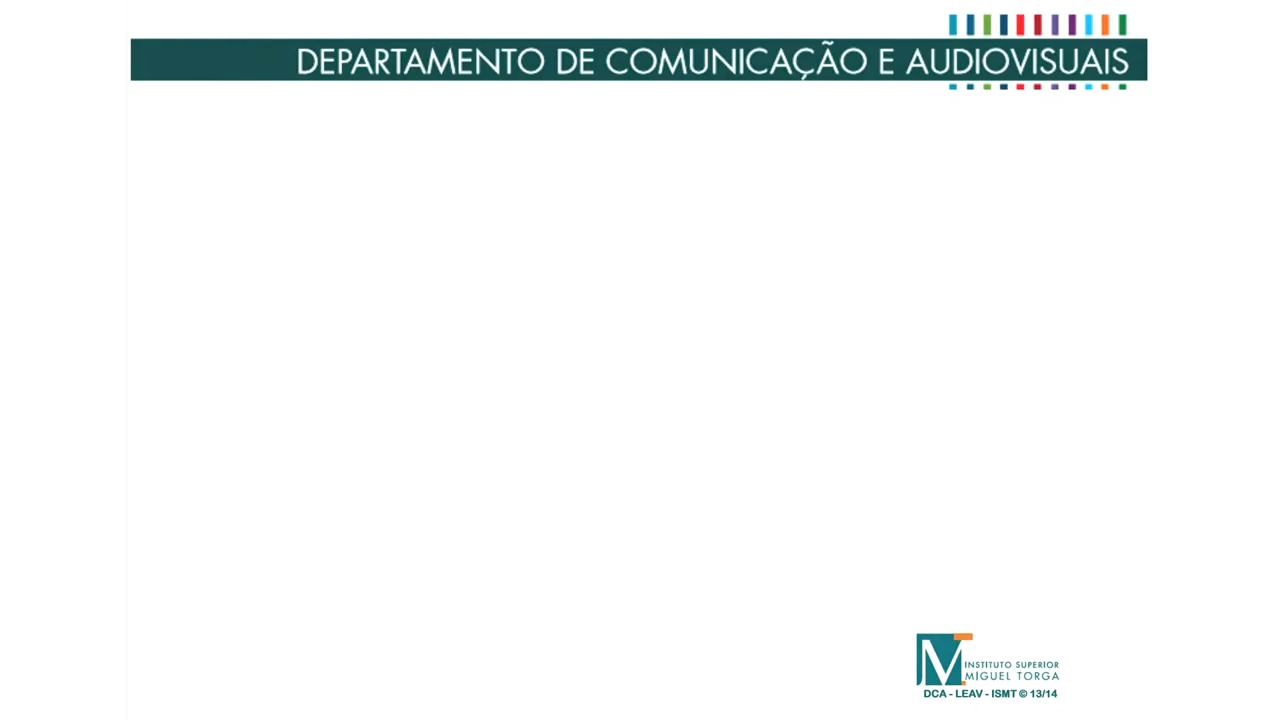 DEPARTAMENTO DE COMUNICAÇÃO E AUDIOVISUAIS
INSTITUTO SUPERIOR
MIGUEL TORGA
DCA - LEAV - ISMT © 13/14